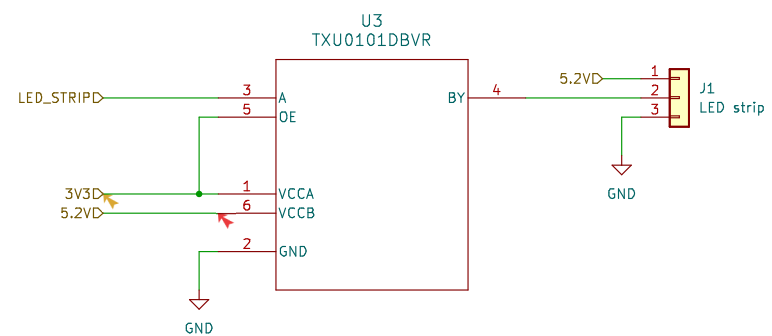 U3
TXU0101DBVR
LED_STRIP
3
A
5
OE
BY
4
3V3
1
VCCA
5.2V
6
VCCB
2
GND
GND
5.2V
1
2
3
J1
LED strip
GND